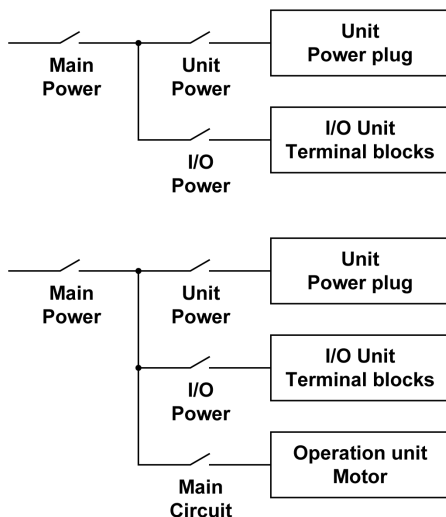 Unit
Power plug
Main
Power
Unit
Power
I/O Unit
Terminal blocks
I/O
Power
Unit
Power plug
Main
Power
Unit
Power
I/O Unit
Terminal blocks
I/O
Power
Operation unit
Motor
Main
Circuit